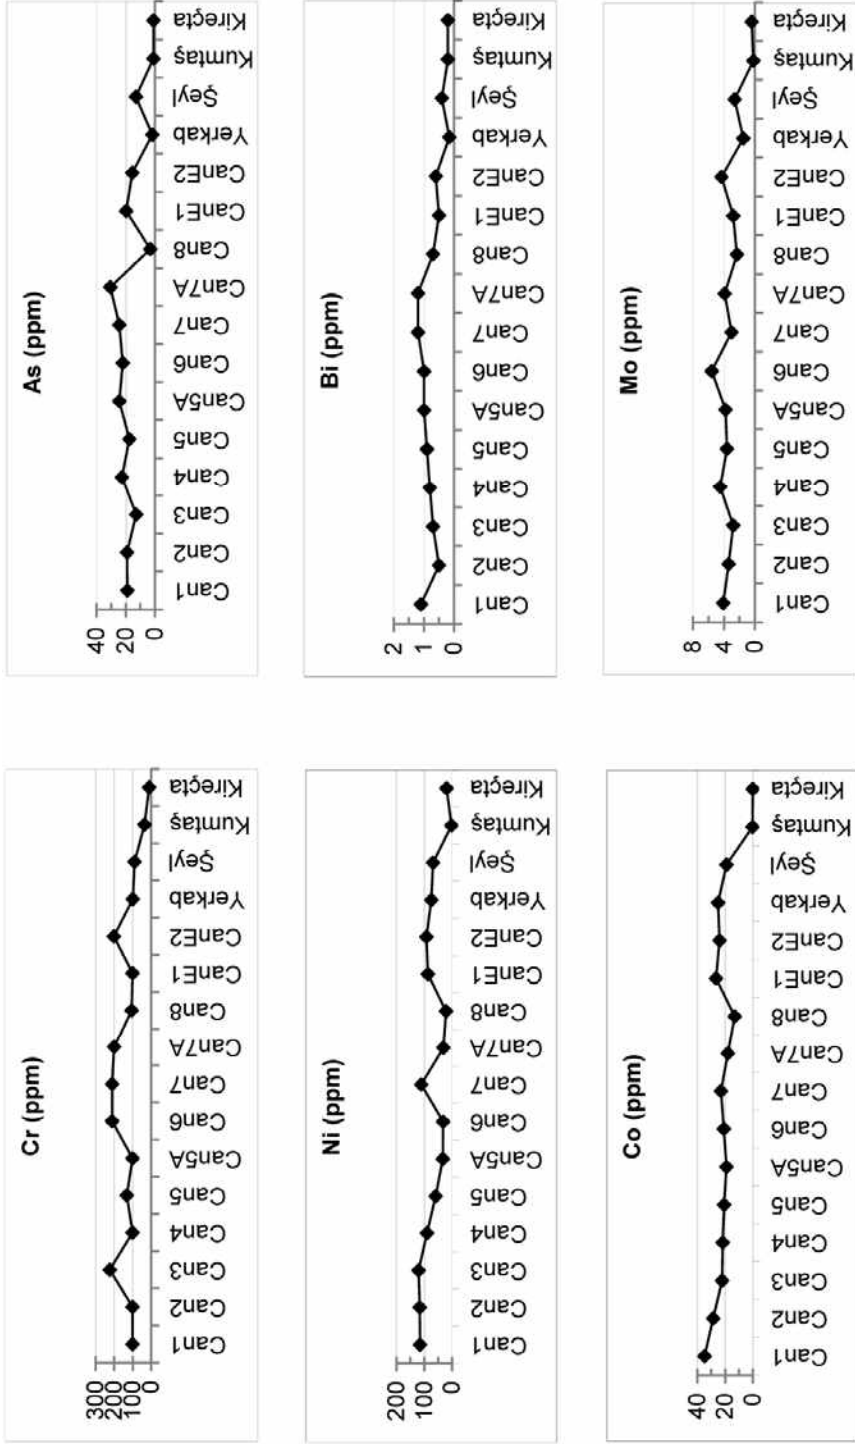 Cr (ppm)
300
200
100
0
Can1 Can2 Can3 Can4 Can5 Can5A Can6 Can7 Can7A Can8 CanE1 CanE2 Yerkab Şeyl Kumtaş Kireçta
As (ppm)
40
20
0
Can1 Can2 Can3 Can4 Can5 Can5A Can6 Can7 Can7A Can8 CanE1 CanE2 Yerkab Şeyl Kumtaş Kireçta
Ni (ppm)
200
100
0
Can1 Can2 Can3 Can4 Can5 Can5A Can6 Can7 Can7A Can8 CanE1 CanE2 Yerkab Şeyl Kumtaş Kireçta
Bi (ppm)
2
1
0
Can1 Can2 Can3 Can4 Can5 Can5A Can6 Can7 Can7A Can8 CanE1 CanE2 Yerkab Şeyl Kumtaş Kireçta
Co (ppm)
40
20
0
Can1 Can2 Can3 Can4 Can5 Can5A Can6 Can7 Can7A Can8 CanE1 CanE2 Yerkab Şeyl Kumtaş Kireçta
Mo (ppm)
8
4
0
Can1 Can2 Can3 Can4 Can5 Can5A Can6 Can7 Can7A Can8 CanE1 CanE2 Yerkab Şeyl Kumtaş Kireçta